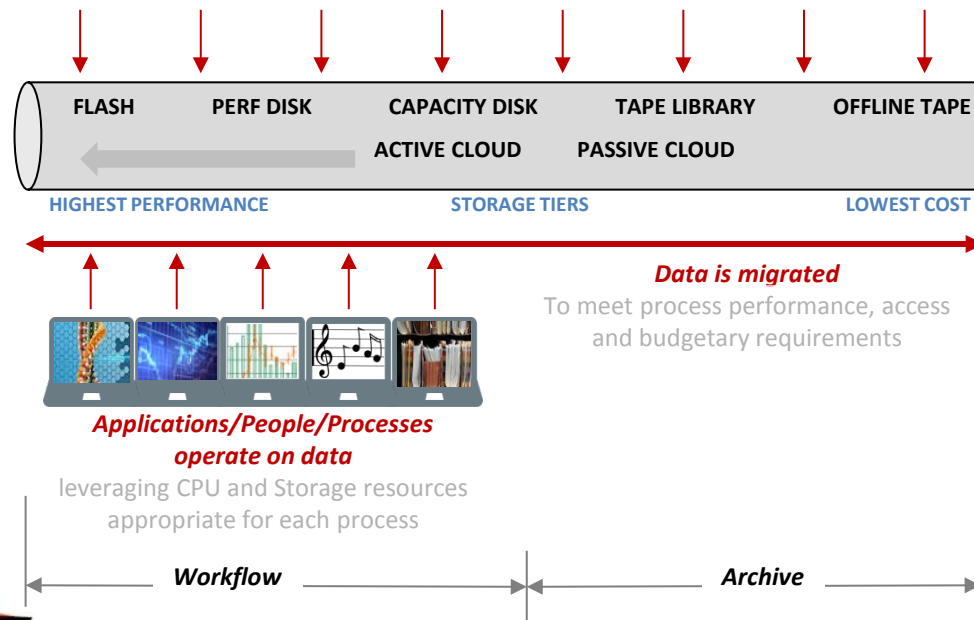 FLASH PERF DISK CAPACITY DISK TAPE LIBRARY OFFLINE TAPE
ACTIVE CLOUD PASSIVE CLOUD
HIGHEST PERFORMANCE STORAGE TIERS LOWEST COST
Data is migrated
To meet process performance, access
and budgetary requirements
Applications/People/Processes
operate on data
leveraging CPU and Storage resources
appropriate for each process
Workflow Archive